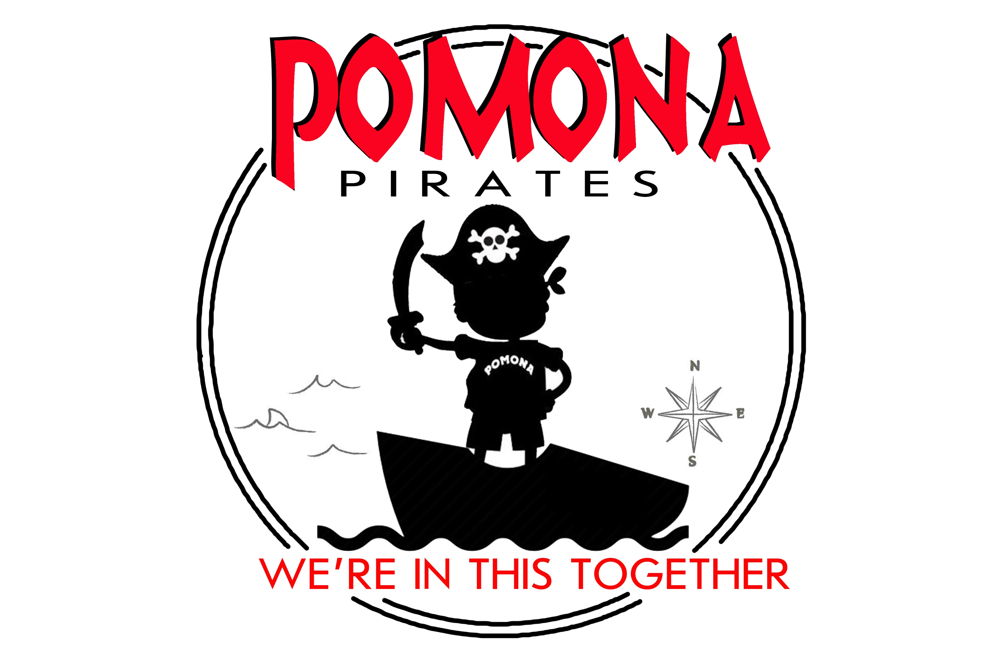 POMONA
PIRATES
POMONA
N
W E
S
WE'RE IN THIS TOGETHER